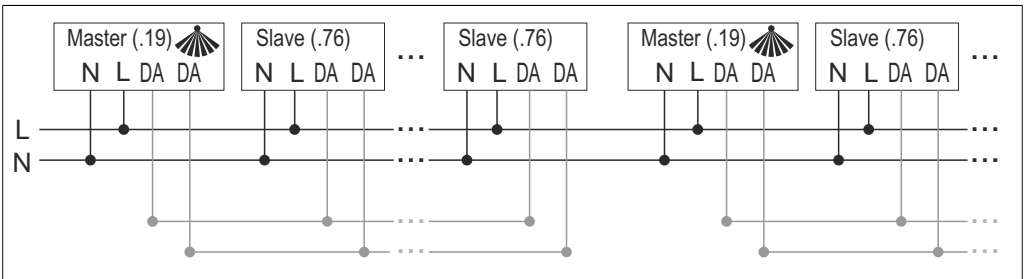 Master (.19) Slave (.76) ... Slave (.76) Master (.19) Slave (.76) ...
N L DA DA N L DA DA N L DA DA N L DA DA N L DA DA
L ... ...
N ... ...
... ...
... ...